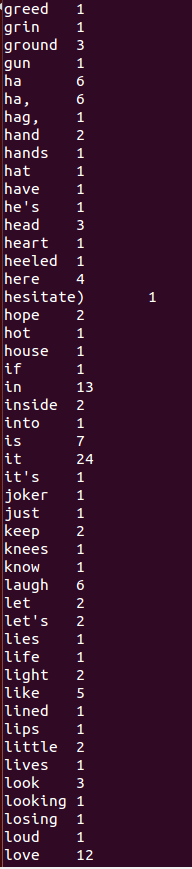 greed 1
grin 1
ground 3
gun 1
ha 6
ha, 6
hag, 1
hand 2
hands 1
hat 1
have 1
he's 1
head 3
heart 1
heeled 1
here 4
hesitate) 1
hope 2
hot 1
house 1
if 1
in 13
inside 2
into 1
is 7
it 24
it's 1
joker 1
just 1
keep 2
knees 1
know 1
laugh 6
let 2
let's 2
lies 1
life 1
light 2
like 5
lined 1
lips 1
little 2
lives 1
look 3
looking 1
losing 1
loud 1
love 12